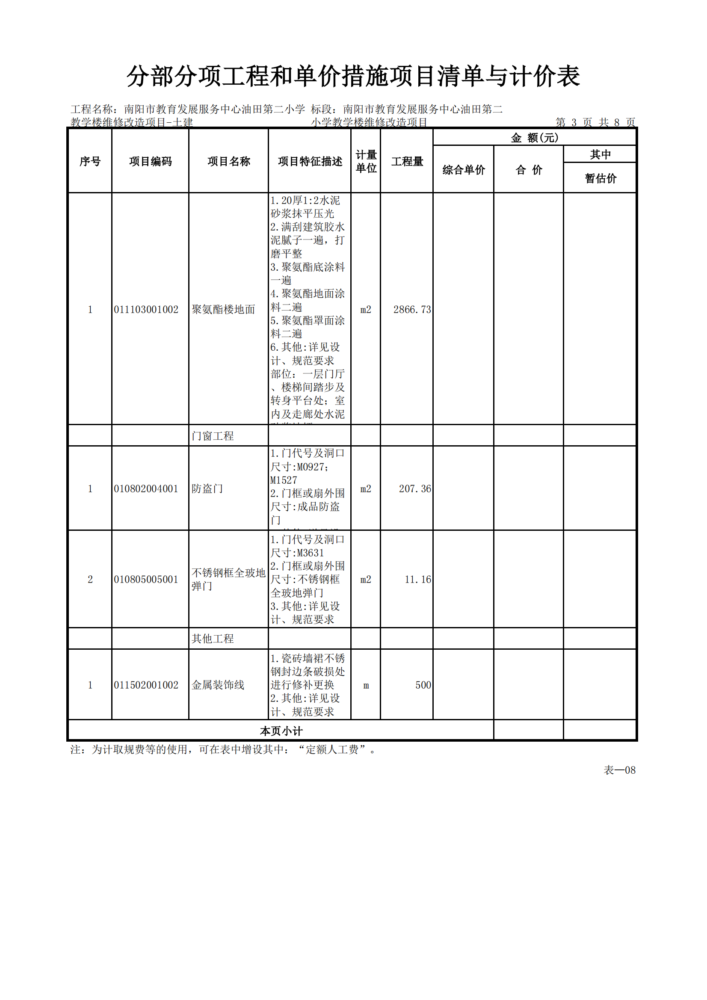 分部分项工程和单价措施项目清单与计价表
工程名称：南阳市教育发展服务中心油田第二小学
教学楼维修改造项目-土建
标段：南阳市教育发展服务中心油田第二
小学教学楼维修改造项目
第 3 页 共 8 页
序号
项目编码
项目名称
项目特征描述
计量
单位
工程量
金 额(元)
综合单价
合 价
其中
暂估价
1
011103001002
聚氨酯楼地面
1.20厚1:2水泥
砂浆抹平压光
2.满刮建筑胶水
泥腻子一遍，打
磨平整
3.聚氨酯底涂料
一遍
4.聚氨酯地面涂
料二遍
5.聚氨酯罩面涂
料二遍
6.其他:详见设
计、规范要求
部位：一层门厅
、楼梯间踏步及
转身平台处；室
内及走廊处水泥
m2
2866.73
门窗工程
1
010802004001
防盗门
1.门代号及洞口
尺寸:M0927；
M1527
2.门框或扇外围
尺寸:成品防盗
门
m2
207.36
2
010805005001
不锈钢框全玻地
弹门
1.门代号及洞口
尺寸:M3631
2.门框或扇外围
尺寸:不锈钢框
全玻地弹门
3.其他:详见设
计、规范要求
m2
11.16
其他工程
1
011502001002
金属装饰线
1.瓷砖墙裙不锈
钢封边条破损处
进行修补更换
2.其他:详见设
计、规范要求
m
500
本页小计
注：为计取规费等的使用，可在表中增设其中：“定额人工费”。
表—08